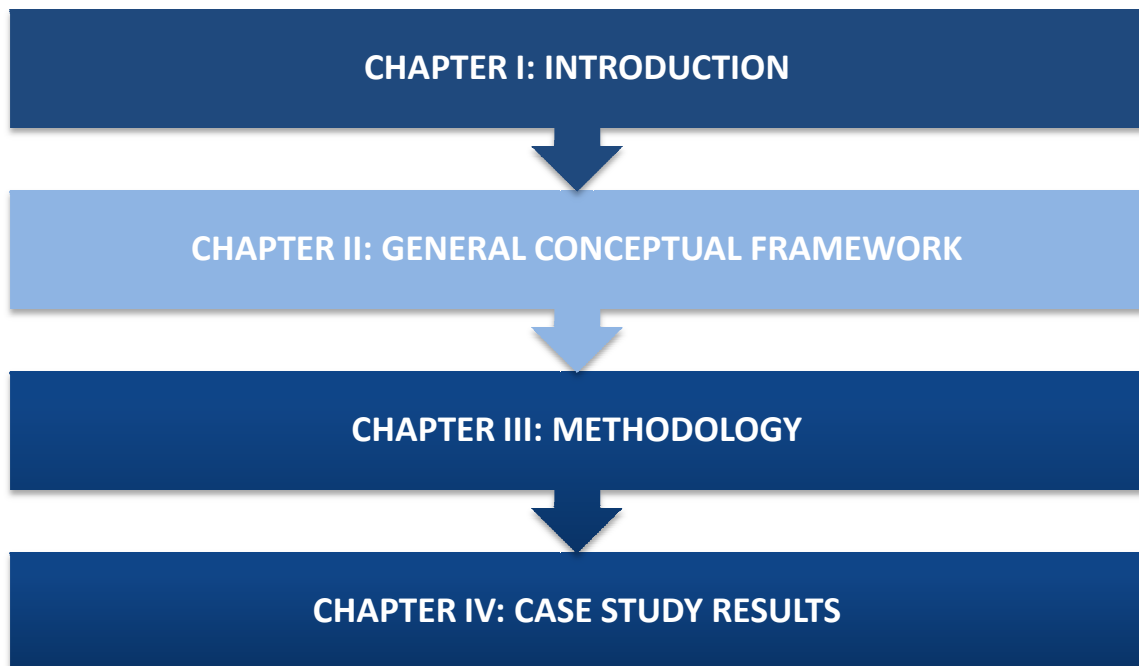 CHAPTER I: INTRODUCTION
CHAPTER II: GENERAL CONCEPTUAL FRAMEWORK
CHAPTER III: METHODOLOGY
CHAPTER IV: CASE STUDY RESULTS